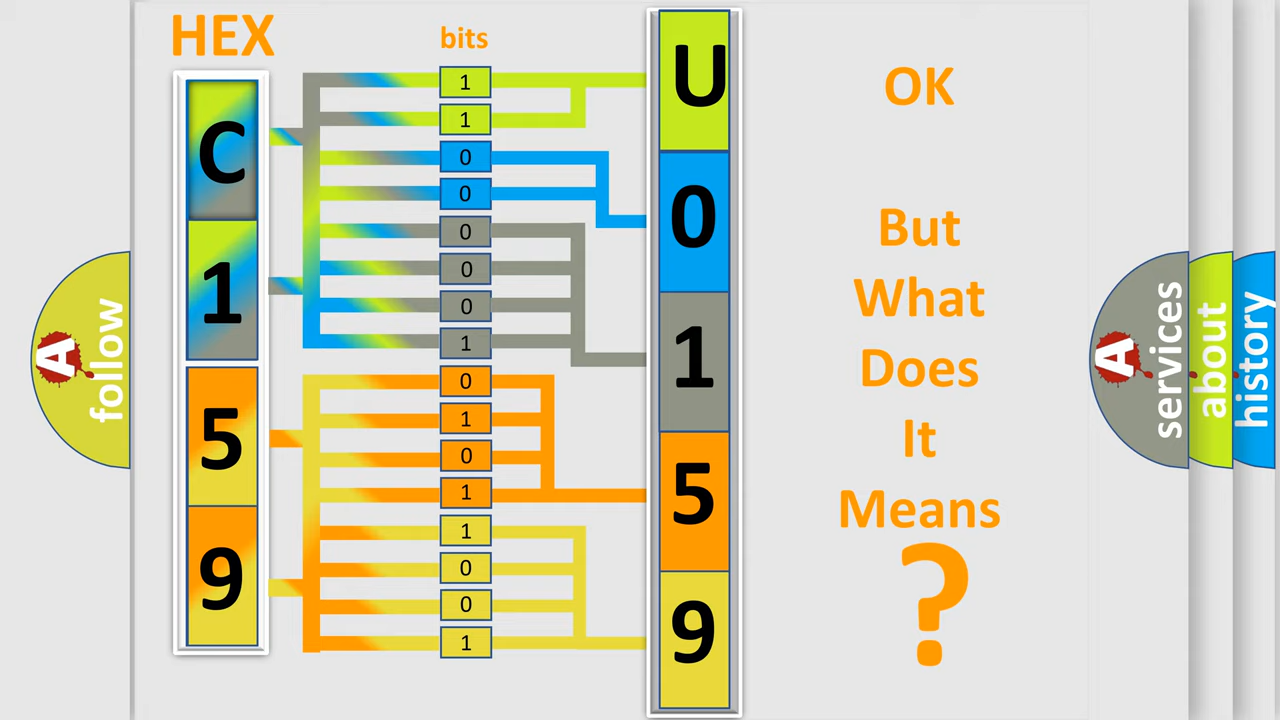 HEX
bits
C
1
5
9
1
1
0
0
0
0
0
1
0
1
0
1
1
0
0
1
U
0
1
5
9
OK
But
What
Does
It
Means
?
A
follow
A
services
about
history